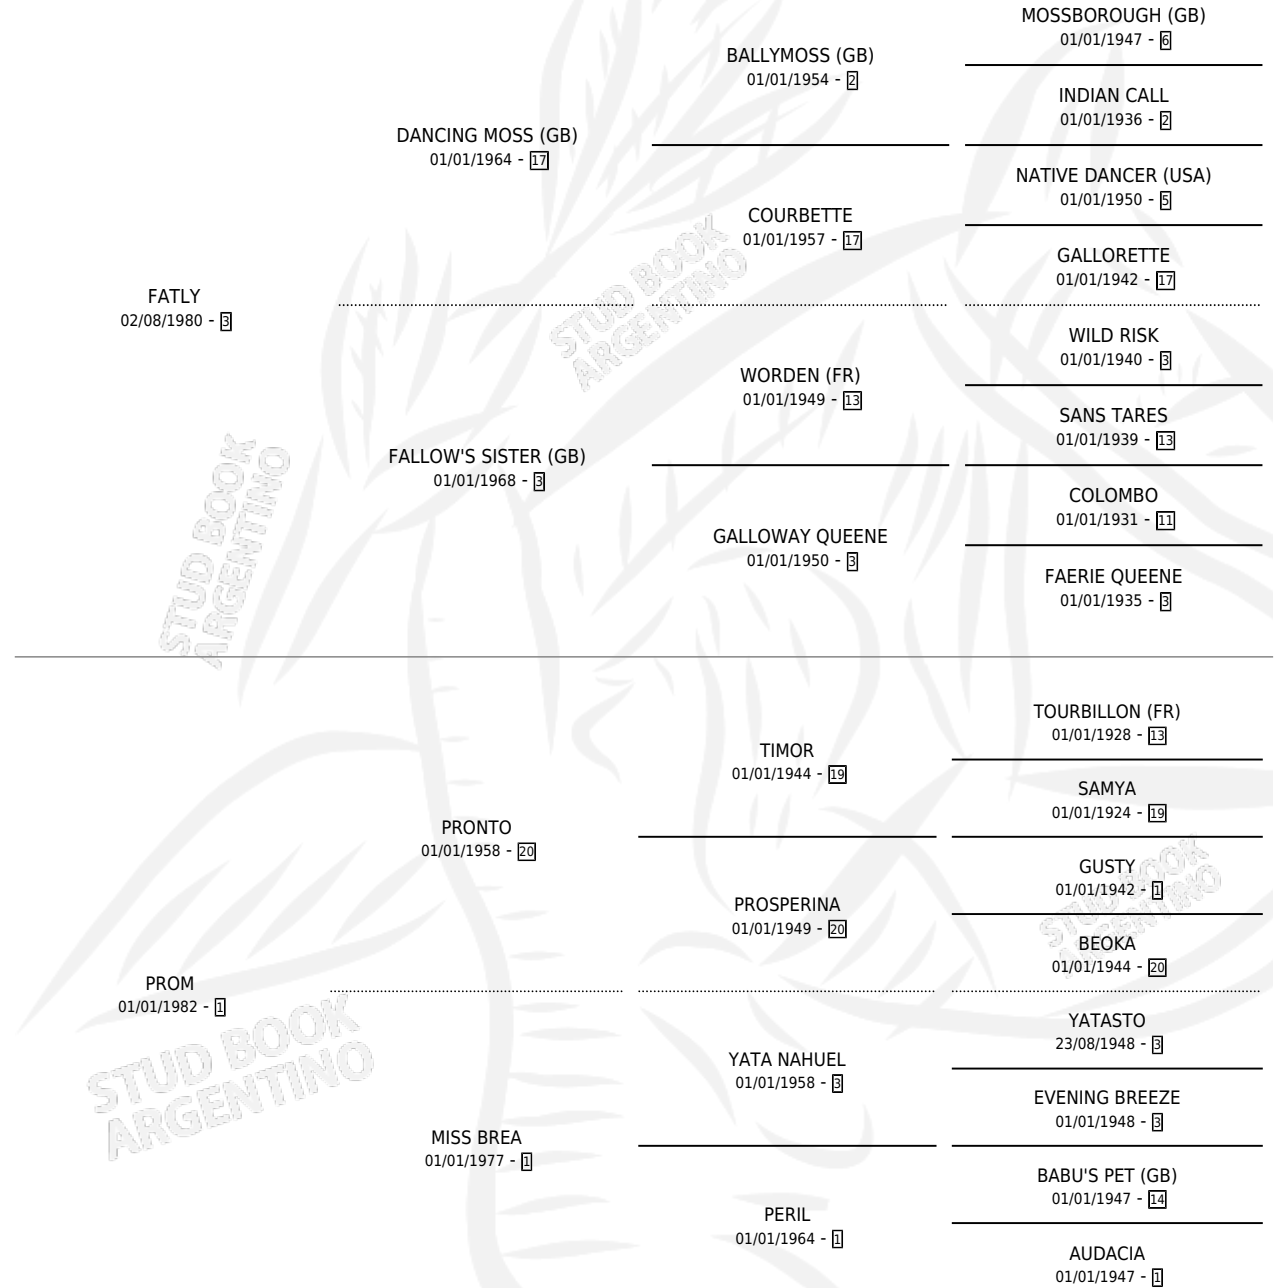 MOSSBOROUGH (GB)
01/01/1947 - 6
BALLYMOSS (GB)
01/01/1954 - 2
INDIAN CALL
01/01/1936 - 2
DANCING MOSS (GB)
01/01/1964 - 17
NATIVE DANCER (USA)
01/01/1950 - 5
COURBETTE
01/01/1957 - 17
GALLORETTE
01/01/1942 - 17
FATLY
02/08/1980 - 3
WILD RISK
01/01/1940 - 3
WORDEN (FR)
01/01/1949 - 13
SANS TARES
01/01/1939 - 13
FALLOW'S SISTER (GB)
01/01/1968 - 3
COLOMBO
01/01/1931 - 11
GALLOWAY QUEENE
01/01/1950 - 3
FAERIE QUEENE
01/01/1935 - 3
TOURBILLON (FR)
01/01/1928 - 13
TIMOR
01/01/1944 - 19
SAMYA
01/01/1924 - 19
PRONTO
01/01/1958 - 20
GUSTY
01/01/1942 - 1
PROSPERINA
01/01/1949 - 20
BEOKA
01/01/1944 - 20
PROM
01/01/1982 - 1
YATASTO
23/08/1948 - 3
YATA NAHUEL
01/01/1958 - 3
EVENING BREEZE
01/01/1948 - 3
MISS BREA
01/01/1977 - 1
BABU'S PET (GB)
01/01/1947 - 14
PERIL
01/01/1964 - 1
AUDACIA
01/01/1947 - 1
STUD BOOK
ARGENTINO
STUD BOOK
ARGENTINO
STUD BOOK
ARGENTINO
STUD BOOK
ARGENTINO